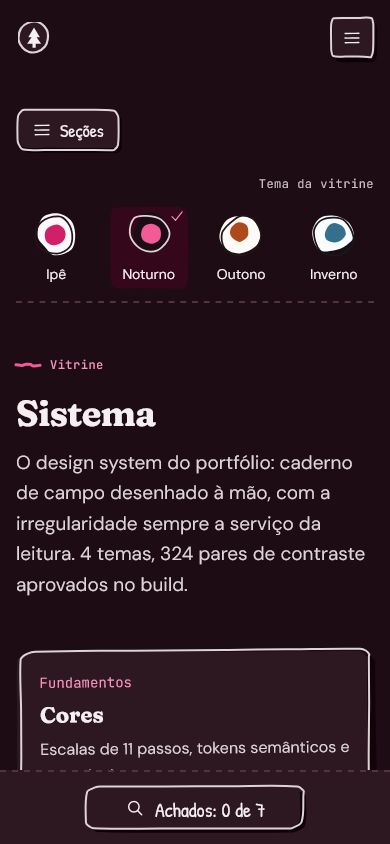 Seções
Tema da vitrine
Ipê
Noturno
Outono
Inverno
Vitrine
Sistema
O design system do portfólio: caderno
de campo desenhado à mão, com a
irregularidade sempre a serviço da
leitura. 4 temas, 324 pares de contraste
aprovados no build.
Fundamentos
Cores
Escalas de 11 passos, tokens semânticos e
Achados: 0 de 7